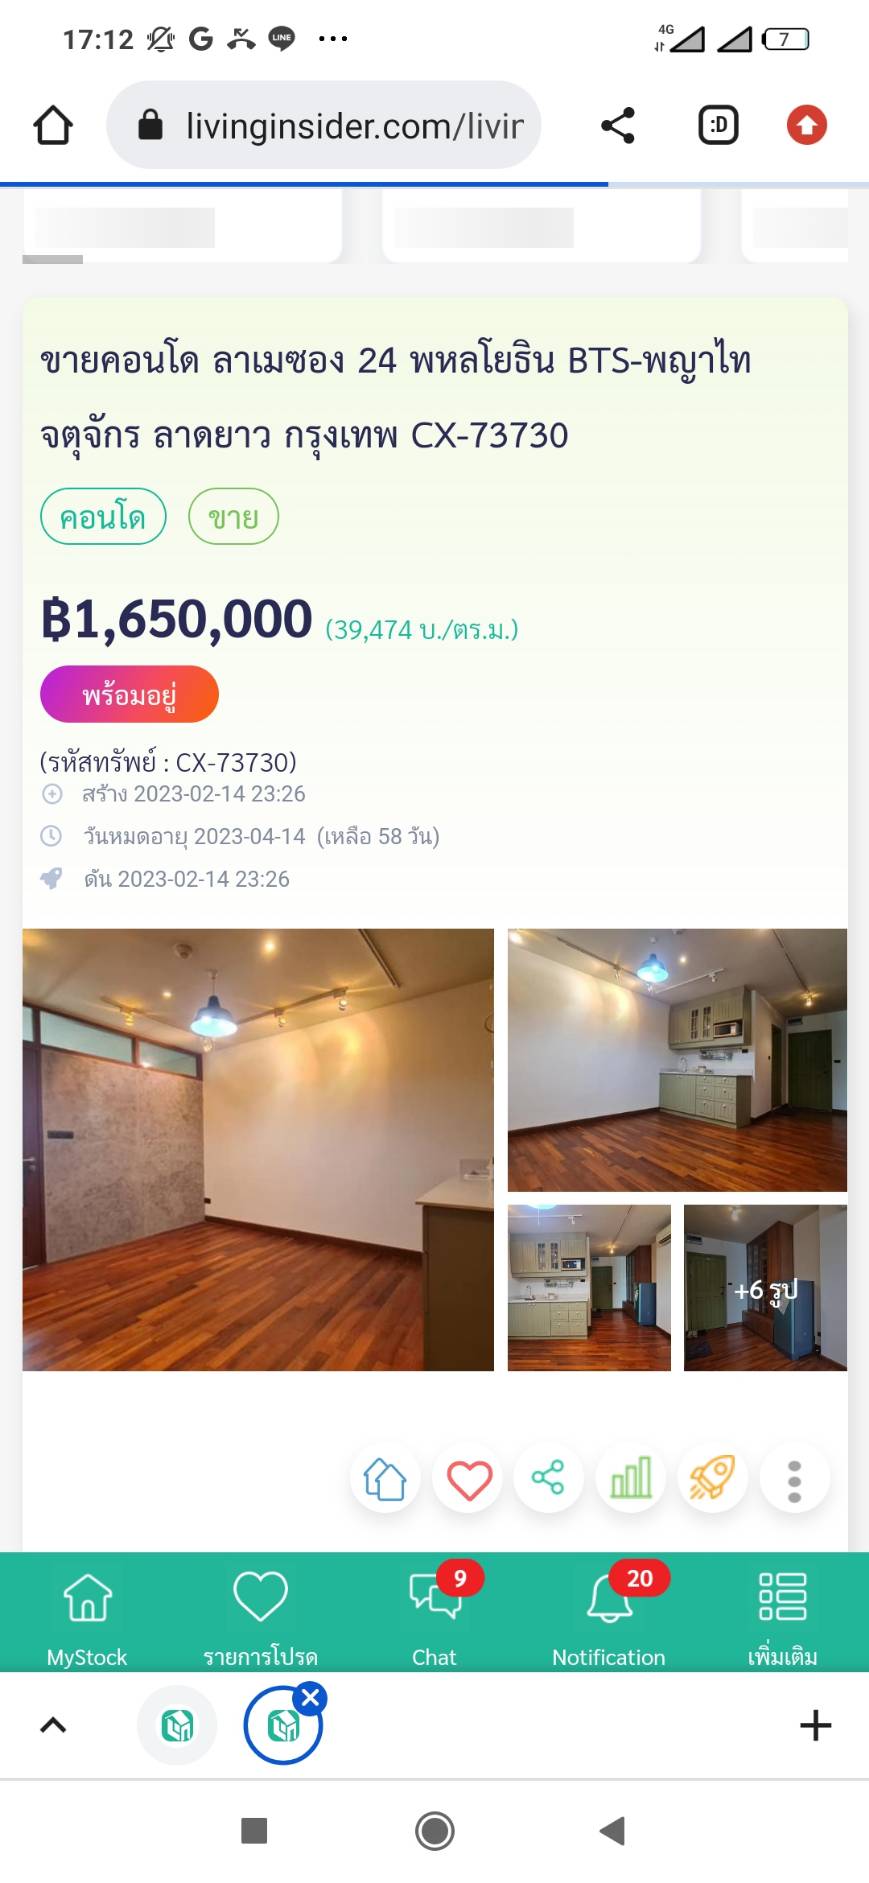 17:12
LINE
4G
7
livinginsider.com/livir
:D
ขายคอนโด ลาเมซอง 24 พหลโยธิน BTS-พญาไท
จตุจักร ลาดยาว กรุงเทพ CX-73730
คอนโด ขาย
฿1,650,000 (39,474 บ./ตร.ม.)
พร้อมอยู่
(รหัสทรัพย์ : CX-73730)
สร้าง 2023-02-14 23:26
วันหมดอายุ 2023-04-14 (เหลือ 58 วัน)
ดัน 2023-02-14 23:26
+6 รูป
9
20
MyStock รายการโปรด Chat Notification เพิ่มเติม